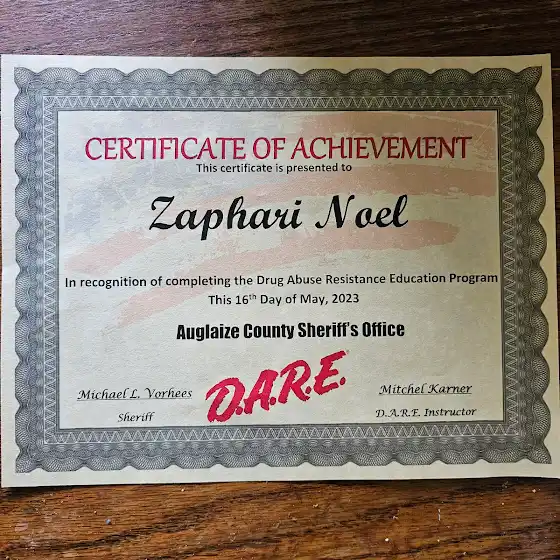 CERTIFICATE OF ACHIEVEMENT
This certificate is presented to
Zaphari Noel
In recognition of completing the Drug Abuse Resistance Education Program
This 16th Day of May, 2023
Auglaize County Sheriff's Office
Michael L. Vorhees
Sheriff
D.A.R.E.
Mitchel Karner
D.A.R.E. Instructor